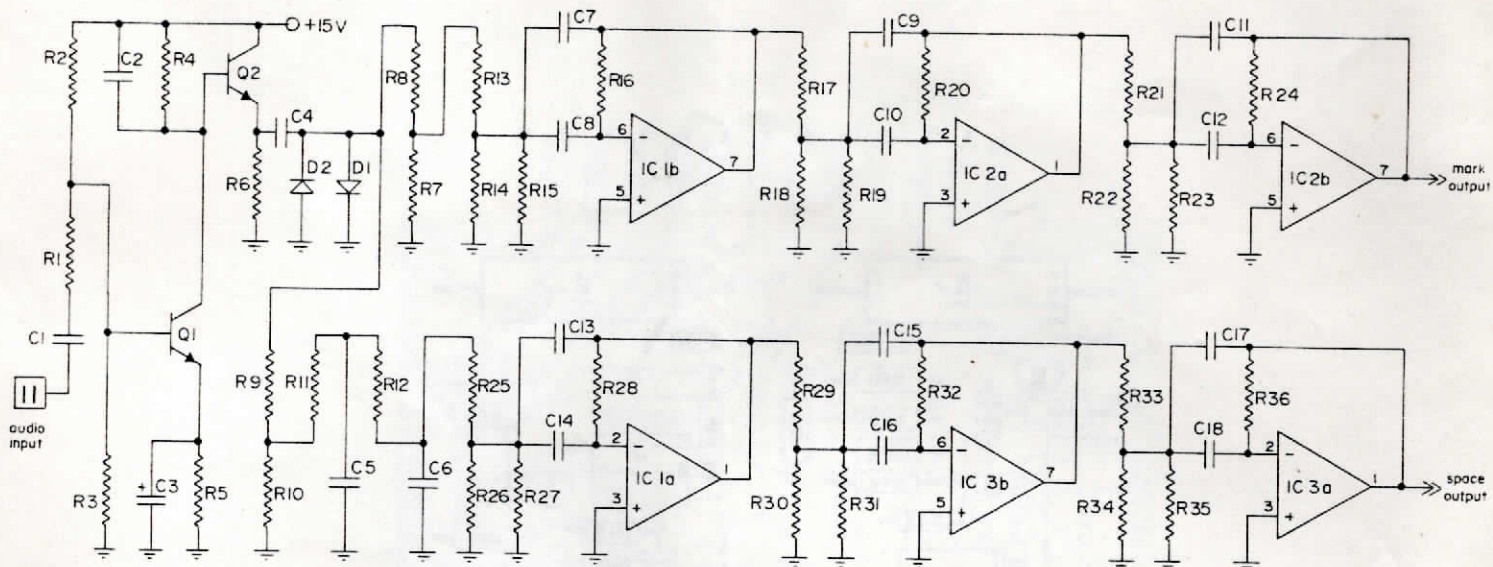 +15V
R2
C2
R4
Q2
C4
R6
D2
D1
R8
R7
R13
R14
R15
C7
R16
C8
6
5
7
IC 1b
R17
R18
R19
C9
R20
C10
2
3
1
IC 2a
R21
R22
R23
C11
R24
C12
6
5
7
IC 2b
mark
output
R1
C1
audio
input
Q1
R3
C3
+
R5
R9
R10
R11
R12
C5
C6
R25
R26
R27
C13
R28
C14
2
3
1
IC 1a
R29
R30
R31
C15
R32
C16
6
5
7
IC 3b
R33
R34
R35
C17
R36
C18
2
3
1
IC 3a
space
output